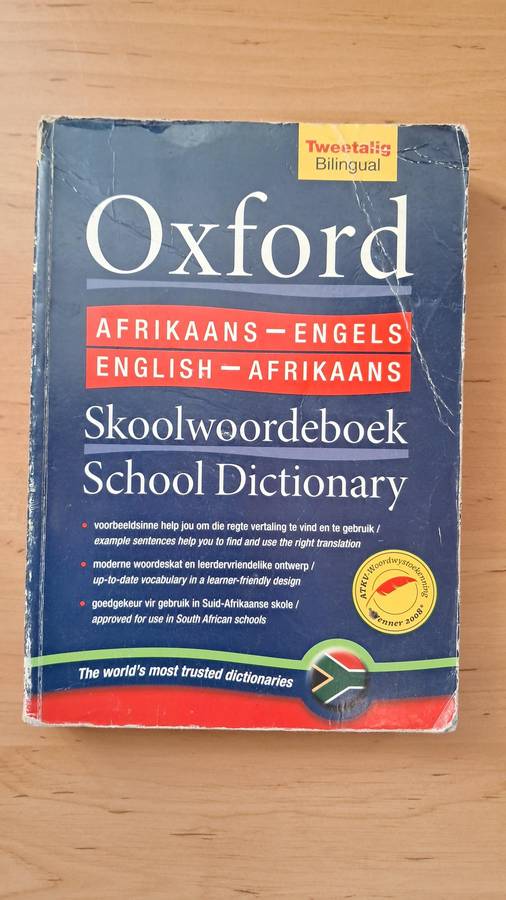 Tweetalig
Bilingual
Oxford
AFRIKAANS – ENGELS
ENGLISH – AFRIKAANS
Skoolwoordeboek
School Dictionary
• voorbeeldsinne help jou om die regte vertaling te vind en te gebruik /
example sentences help you to find and use the right translation
• moderne woordeskat en leerdervriendelike ontwerp /
up-to-date vocabulary in a learner-friendly design
• goedgekeur vir gebruik in Suid-Afrikaanse skole /
approved for use in South African schools
ATKV-Woordwystoekenning
Wenner 2008*
The world's most trusted dictionaries